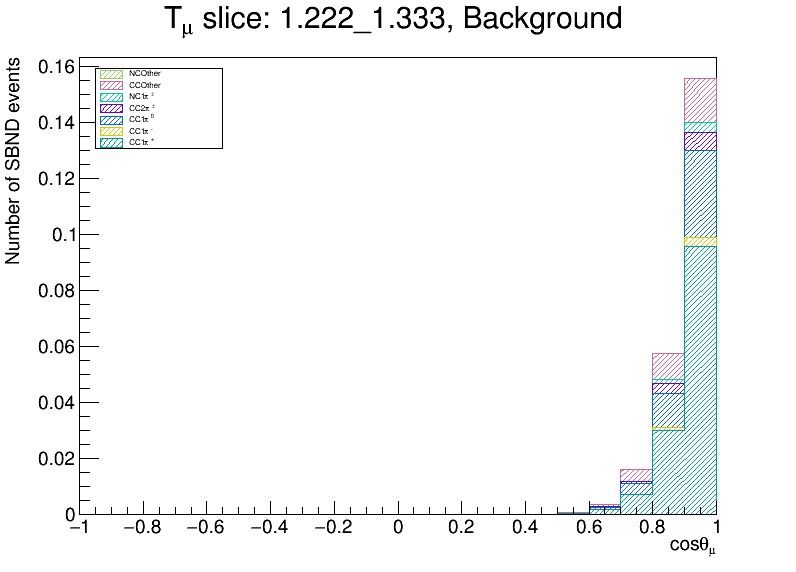 Tμ slice: 1.222_1.333, Background
Number of SBND events
0.16
0.14
0.12
0.1
0.08
0.06
0.04
0.02
0
NCOther
CCOther
NC1π ±
CC2π ±
CC1π 0
CC1π -
CC1π +
−1 −0.8 −0.6 −0.4 −0.2 0 0.2 0.4 0.6 0.8 1
cosθμ